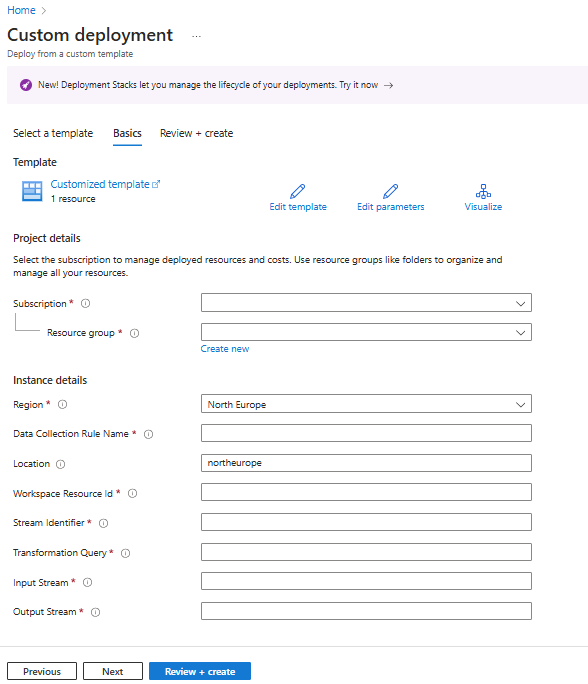 Home >
Custom deployment ...
Deploy from a custom template
New! Deployment Stacks let you manage the lifecycle of your deployments. Try it now →
Select a template Basics Review + create
Template
Customized template
1 resource
Edit template Edit parameters Visualize
Project details
Select the subscription to manage deployed resources and costs. Use resource groups like folders to organize and
manage all your resources.
Subscription *
Resource group *
Create new
Instance details
Region * North Europe
Data Collection Rule Name *
Location northeurope
Workspace Resource Id *
Stream Identifier *
Transformation Query *
Input Stream *
Output Stream *
Previous Next Review + create